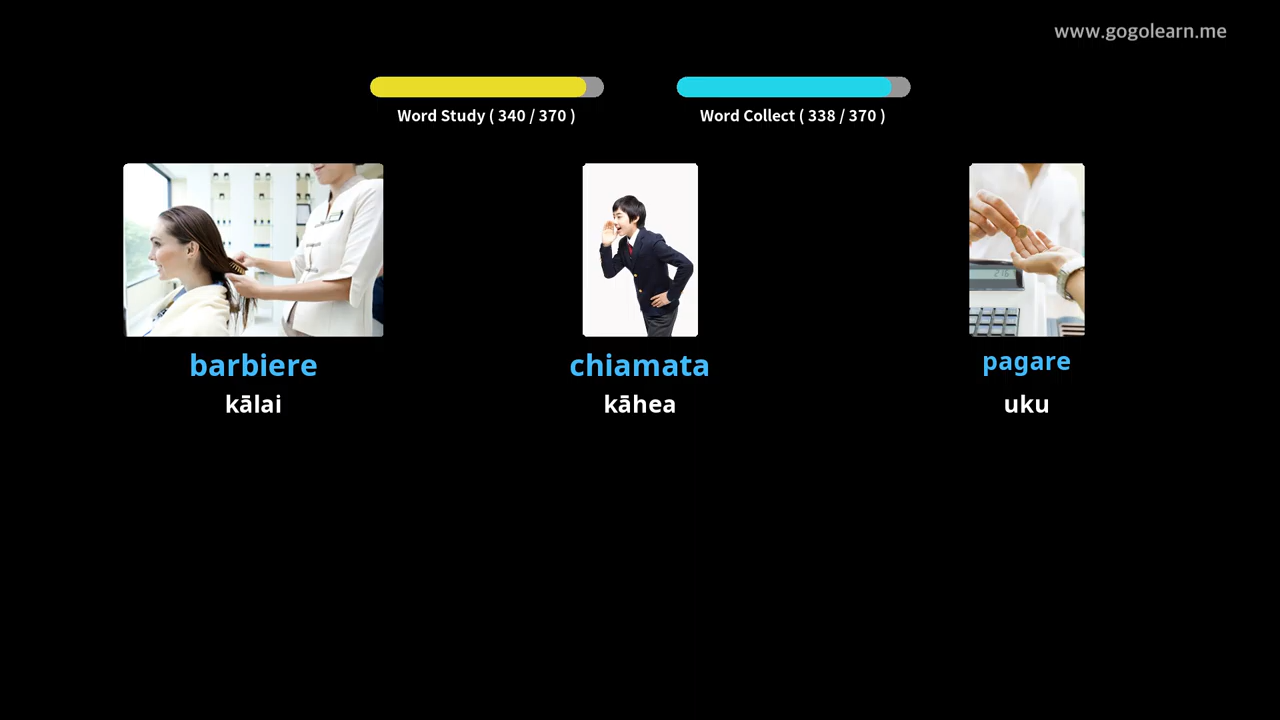 www.gogolearn.me
Word Study ( 340 / 370 )
Word Collect ( 338 / 370 )
barbiere
kālai
chiamata
kāhea
pagare
uku